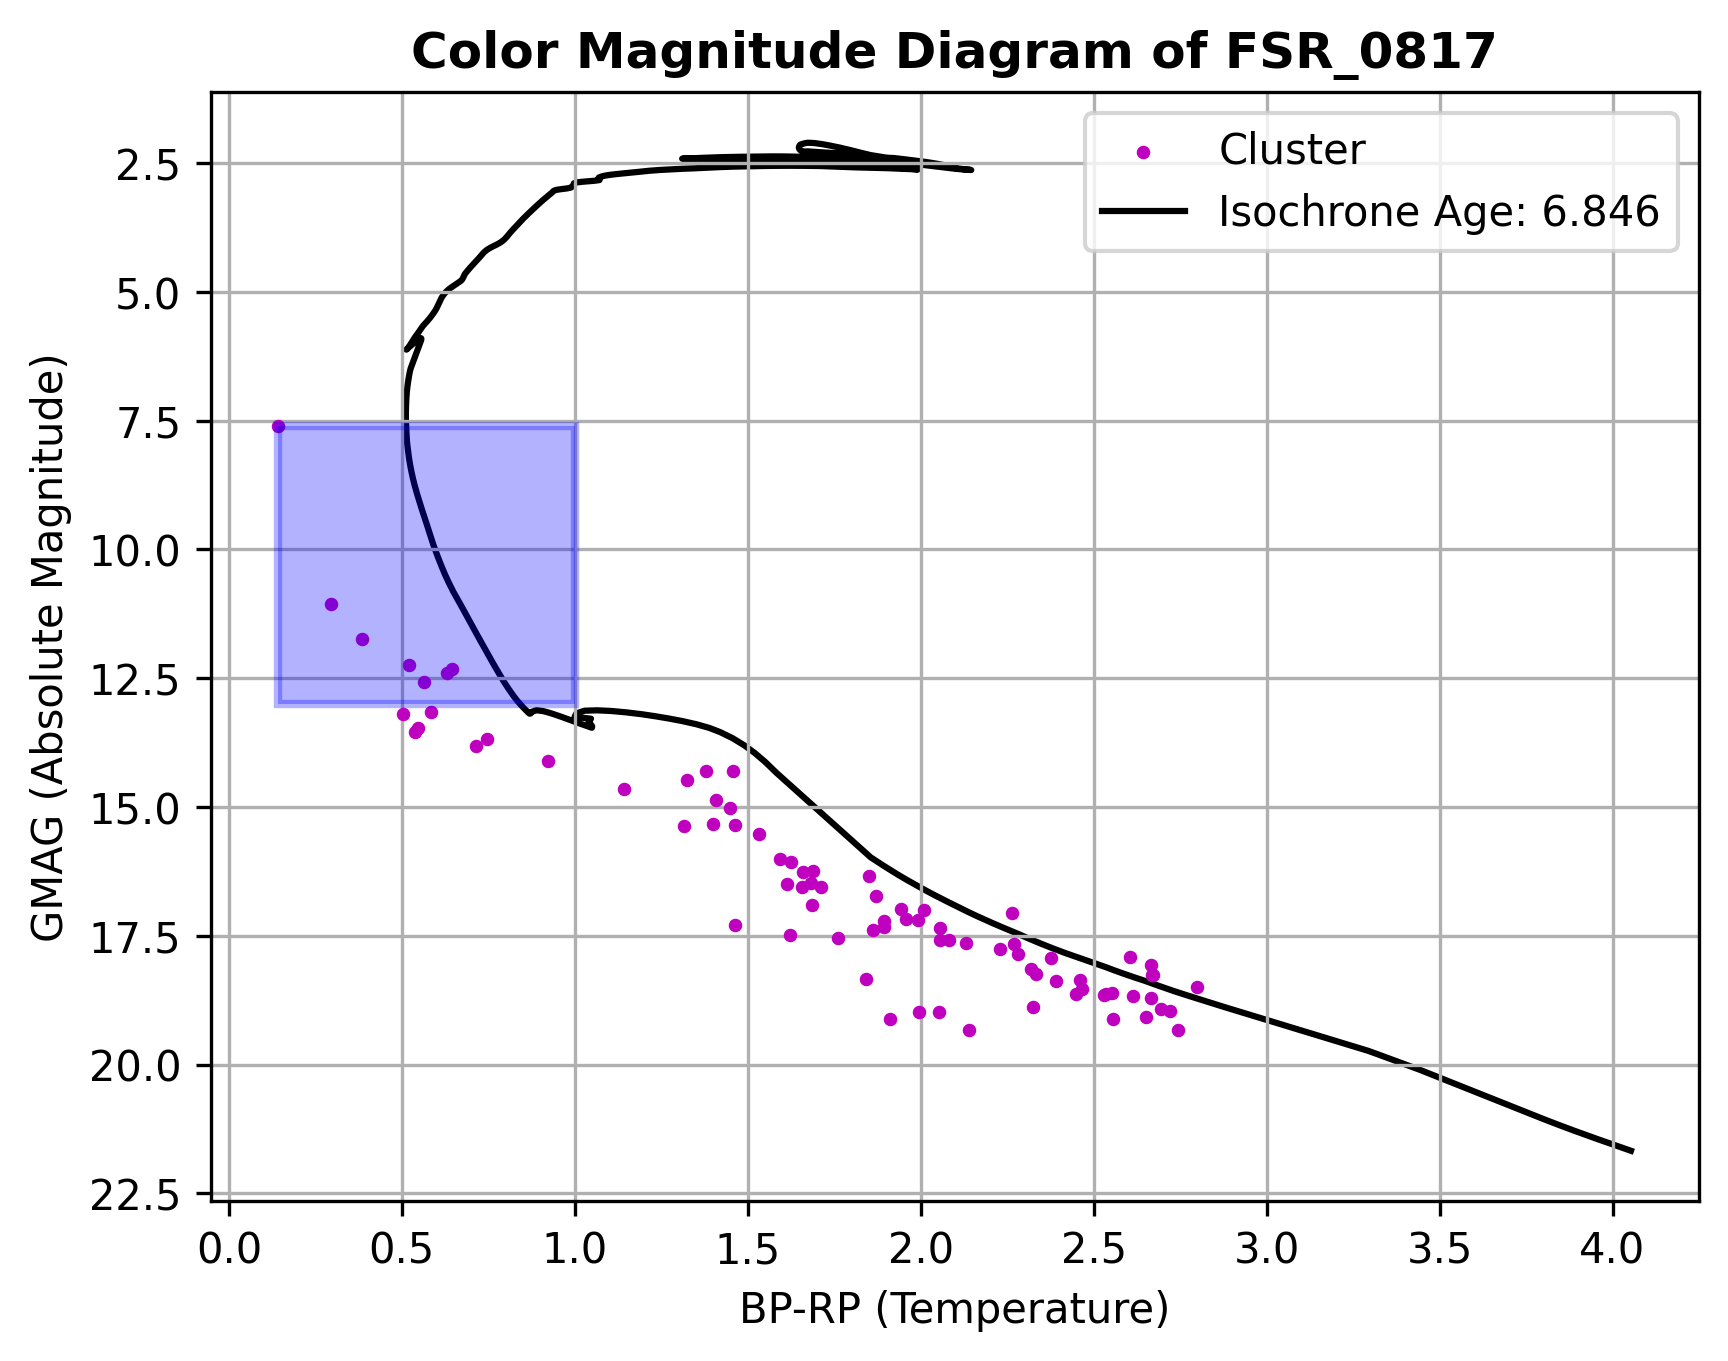 Color Magnitude Diagram of FSR_0817
Cluster
Isochrone Age: 6.846
GMAG (Absolute Magnitude)
2.5
5.0
7.5
10.0
12.5
15.0
17.5
20.0
22.5
0.0 0.5 1.0 1.5 2.0 2.5 3.0 3.5 4.0
BP-RP (Temperature)